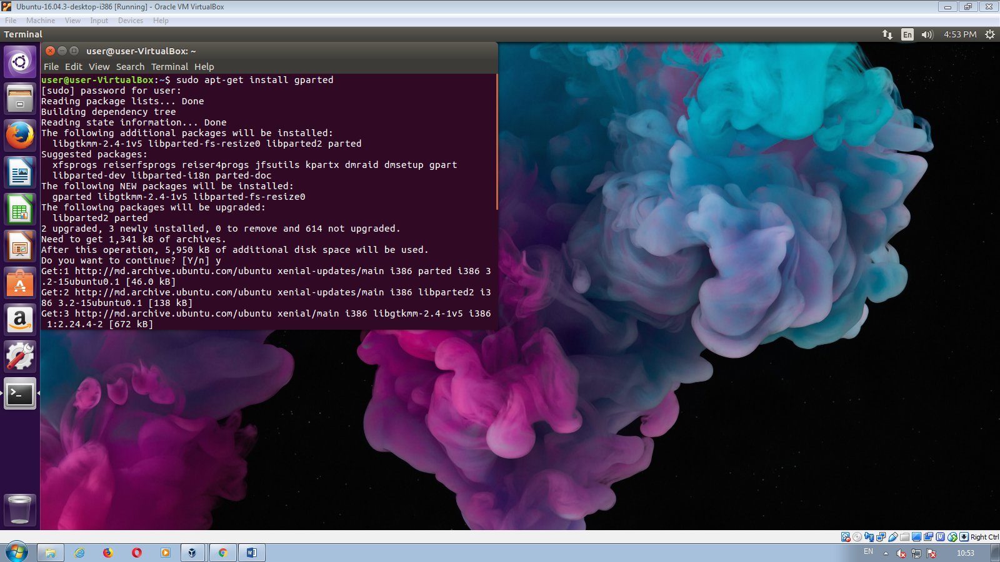 Ubuntu-16.04.3-desktop-i386 [Running] - Oracle VM VirtualBox
File Machine View Input Devices Help
Terminal
En
4:53 PM
user@user-VirtualBox: ~
File Edit View Search Terminal Help
user@user-VirtualBox:~$ sudo apt-get install gparted
[sudo] password for user:
Reading package lists... Done
Building dependency tree
Reading state information... Done
The following additional packages will be installed:
  libgtkmm-2.4-1v5 libparted-fs-resize0 libparted2 parted
Suggested packages:
  xfsprogs reiserfsprogs reiser4progs jfsutils kpartx dmraid dmsetup gpart
  libparted-dev libparted-i18n parted-doc
The following NEW packages will be installed:
  gparted libgtkmm-2.4-1v5 libparted-fs-resize0
The following packages will be upgraded:
  libparted2 parted
2 upgraded, 3 newly installed, 0 to remove and 614 not upgraded.
Need to get 1,341 kB of archives.
After this operation, 5,950 kB of additional disk space will be used.
Do you want to continue? [Y/n] y
Get:1 http://md.archive.ubuntu.com/ubuntu xenial-updates/main i386 parted i386 3
.2-15ubuntu0.1 [46.0 kB]
Get:2 http://md.archive.ubuntu.com/ubuntu xenial-updates/main i386 libparted2 i3
86 3.2-15ubuntu0.1 [138 kB]
Get:3 http://md.archive.ubuntu.com/ubuntu xenial/main i386 libgtkmm-2.4-1v5 i386
 1:2.24.4-2 [672 kB]
Right Ctrl
EN
10:53